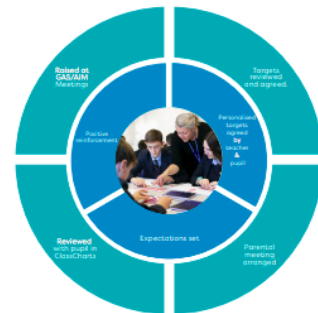 Raised at
GAS/AIM
Meetings
Targets
reviewed
and agreed.
Positive
reinforcement
Personalised
targets
agreed
by
teacher
&
pupil
Expectations set
Reviewed
with pupil in
ClassCharts
Parental
meeting
arranged